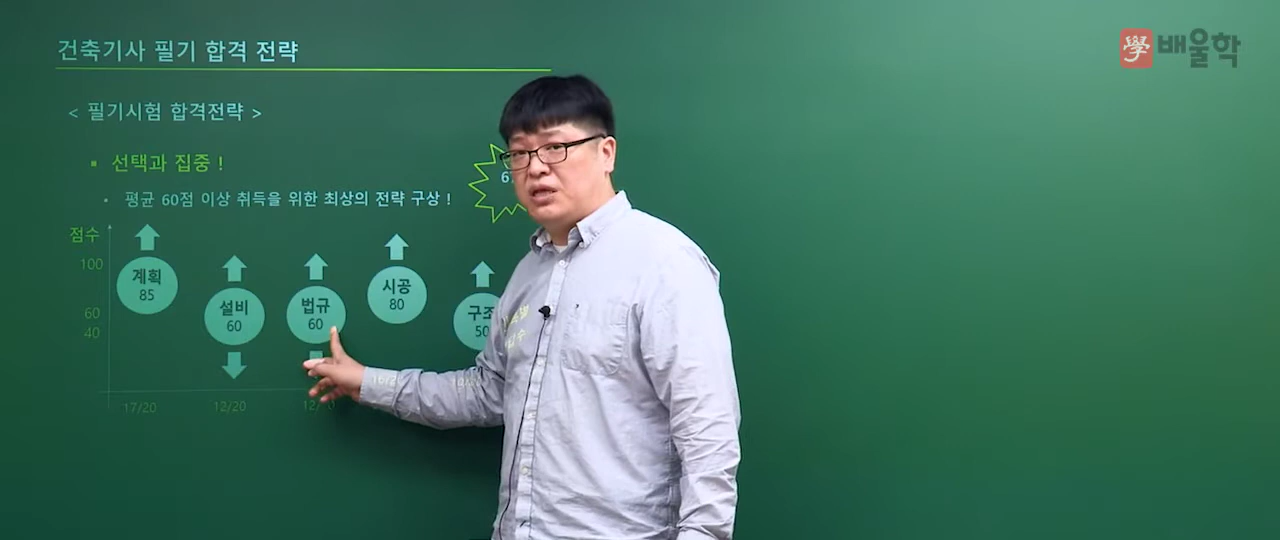 건축기사 필기 합격 전략
學 배울학
< 필기시험 합격전략 >
▪ 선택과 집중 !
• 평균 60점 이상 취득을 위한 최상의 전략 구상 !
점수
100
60
40
계획
85
설비
60
법규
60
시공
80
구조
50
17/20
12/20